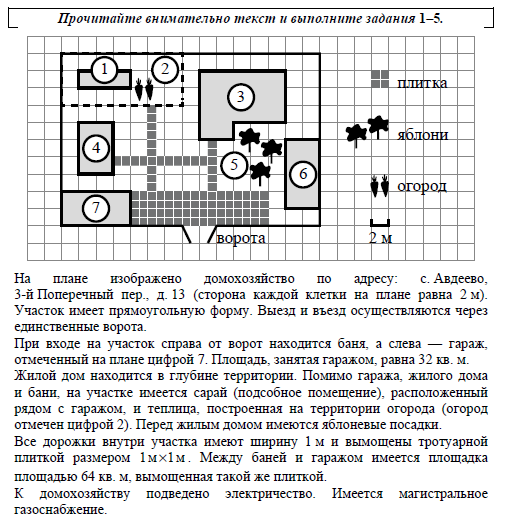 Прочитайте внимательно текст и выполните задания 1–5.
1
2
3
4
5
6
7
плитка
яблони
огород
ворота
2 м
На плане изображено домохозяйство по адресу: с. Авдеево,
3-й Поперечный пер., д. 13 (сторона каждой клетки на плане равна 2 м).
Участок имеет прямоугольную форму. Выезд и въезд осуществляются через
единственные ворота.
При входе на участок справа от ворот находится баня, а слева — гараж,
отмеченный на плане цифрой 7. Площадь, занятая гаражом, равна 32 кв. м.
Жилой дом находится в глубине территории. Помимо гаража, жилого дома
и бани, на участке имеется сарай (подсобное помещение), расположенный
рядом с гаражом, и теплица, построенная на территории огорода (огород
отмечен цифрой 2). Перед жилым домом имеются яблоневые посадки.
Все дорожки внутри участка имеют ширину 1 м и вымощены тротуарной
плиткой размером 1м×1м. Между баней и гаражом имеется площадка
площадью 64 кв. м, вымощенная такой же плиткой.
К домохозяйству подведено электричество. Имеется магистральное
газоснабжение.